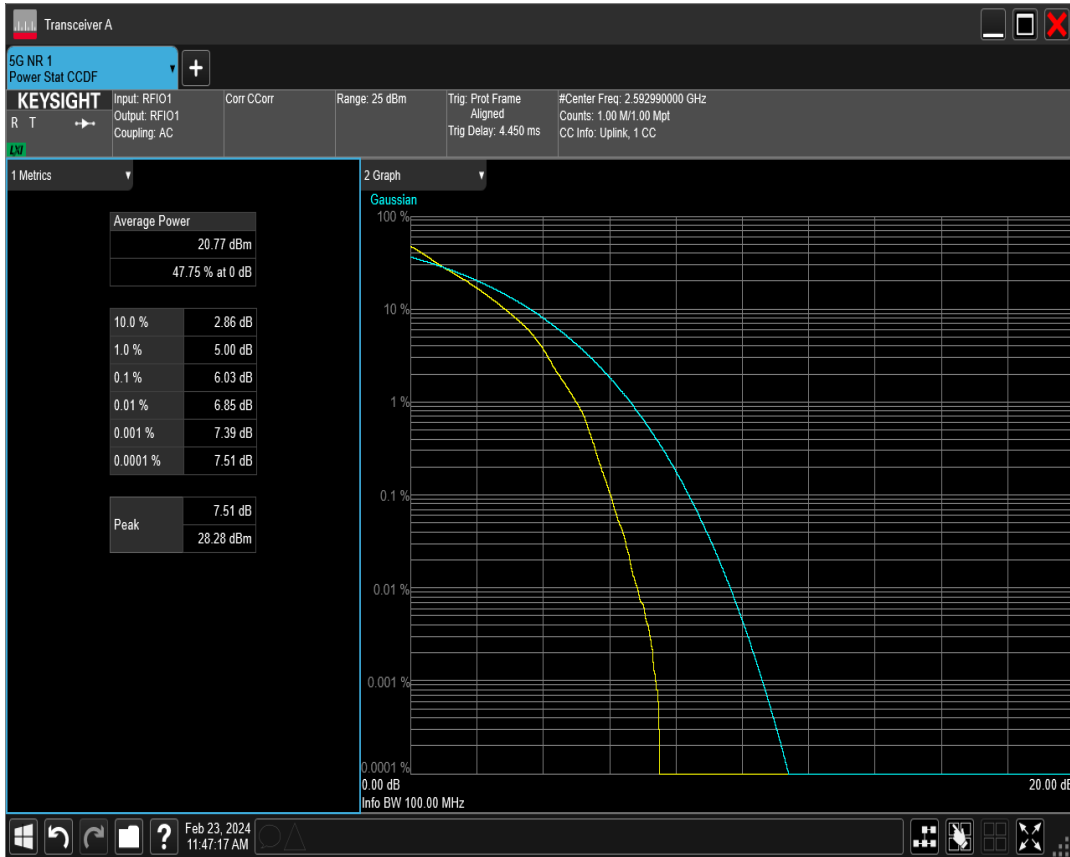 Transceiver A
5G NR 1
Power Stat CCDF
KEYSIGHT
R T
LXI
Input: RFIO1
Output: RFIO1
Coupling: AC
Corr CCorr
Range: 25 dBm
Trig: Prot Frame
Aligned
Trig Delay: 4.450 ms
#Center Freq: 2.592990000 GHz
Counts: 1.00 M/1.00 Mpt
CC Info: Uplink, 1 CC
1 Metrics
Average Power
20.77 dBm
47.75 % at 0 dB
10.0 % 2.86 dB
1.0 % 5.00 dB
0.1 % 6.03 dB
0.01 % 6.85 dB
0.001 % 7.39 dB
0.0001 % 7.51 dB
Peak
7.51 dB
28.28 dBm
2 Graph
Gaussian
100 %
10 %
1 %
0.1 %
0.01 %
0.001 %
0.0001 %
0.00 dB 20.00 dB
Info BW 100.00 MHz
? Feb 23, 2024
11:47:17 AM